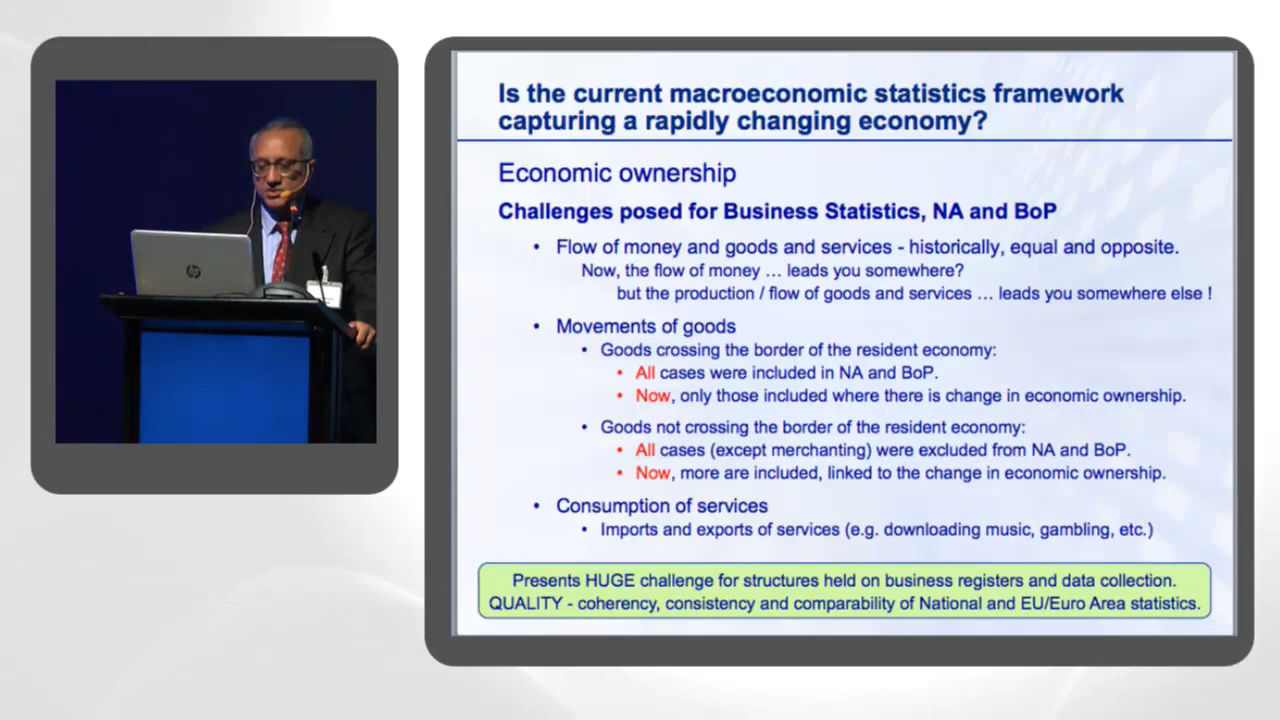 Is the current macroeconomic statistics framework
capturing a rapidly changing economy?
Economic ownership
Challenges posed for Business Statistics, NA and BoP
• Flow of money and goods and services - historically, equal and opposite.
Now, the flow of money … leads you somewhere?
but the production / flow of goods and services … leads you somewhere else !
• Movements of goods
• Goods crossing the border of the resident economy:
• All cases were included in NA and BoP.
• Now, only those included where there is change in economic ownership.
• Goods not crossing the border of the resident economy:
• All cases (except merchanting) were excluded from NA and BoP.
• Now, more are included, linked to the change in economic ownership.
• Consumption of services
• Imports and exports of services (e.g. downloading music, gambling, etc.)
Presents HUGE challenge for structures held on business registers and data collection.
QUALITY - coherency, consistency and comparability of National and EU/Euro Area statistics.
hp